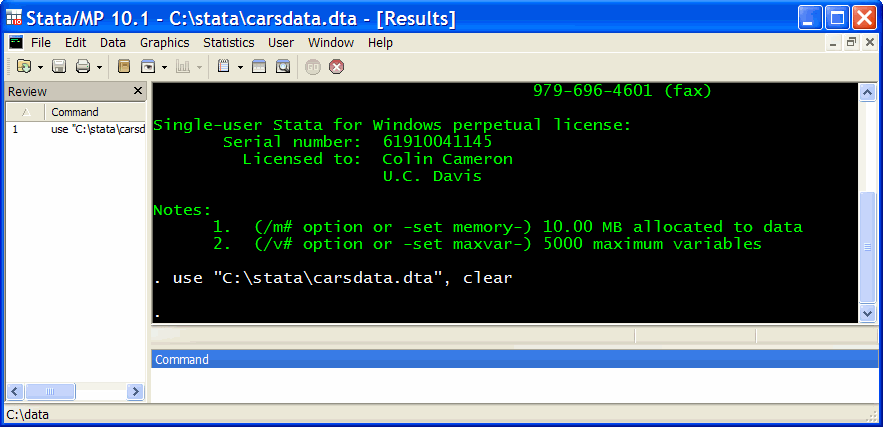 Stata/MP 10.1 - C:\stata\carsdata.dta - [Results]
File Edit Data Graphics Statistics User Window Help
Review
Command
1 use "C:\stata\carsd
979-696-4601 (fax)
Single-user Stata for Windows perpetual license:
Serial number: 61910041145
Licensed to: Colin Cameron
U.C. Davis
Notes:
1. (/m# option or -set memory-) 10.00 MB allocated to data
2. (/v# option or -set maxvar-) 5000 maximum variables
. use "C:\stata\carsdata.dta", clear
.
Command
C:\data